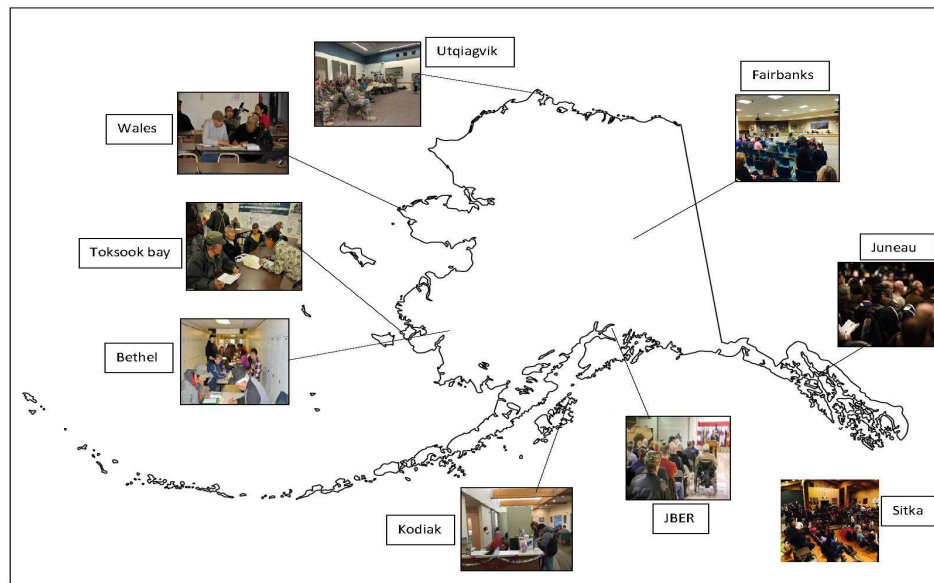 Utqiagvik
Fairbanks
Wales
Toksook bay
Juneau
Bethel
Kodiak
JBER
Sitka